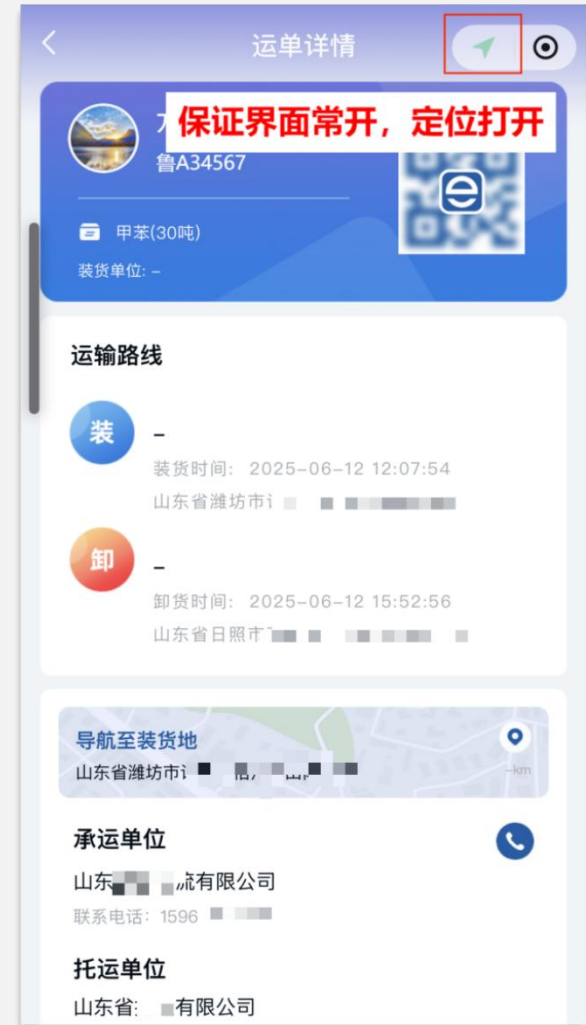 运单详情
保证界面常开，定位打开
鲁A34567
甲苯(30吨)
装货单位: –
运输路线
装
–
装货时间: 2025–06–12 12:07:54
山东省潍坊市
卸
–
卸货时间: 2025–06–12 15:52:56
山东省日照市
导航至装货地
山东省潍坊市
–km
承运单位
山东 流有限公司
联系电话: 1596
托运单位
山东省 有限公司